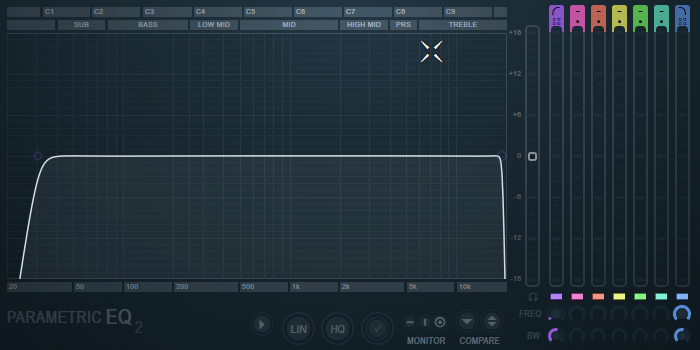 C1 C2 C3 C4 C5 C6 C7 C8 C9
SUB BASS LOW MID MID HIGH MID PRS TREBLE
+18
+12
+6
0
-6
-12
-18
20 50 100 200 500 1k 2k 5k 10k
PARAMETRIC EQ 2
LIN HQ
MONITOR COMPARE
FREQ
BW